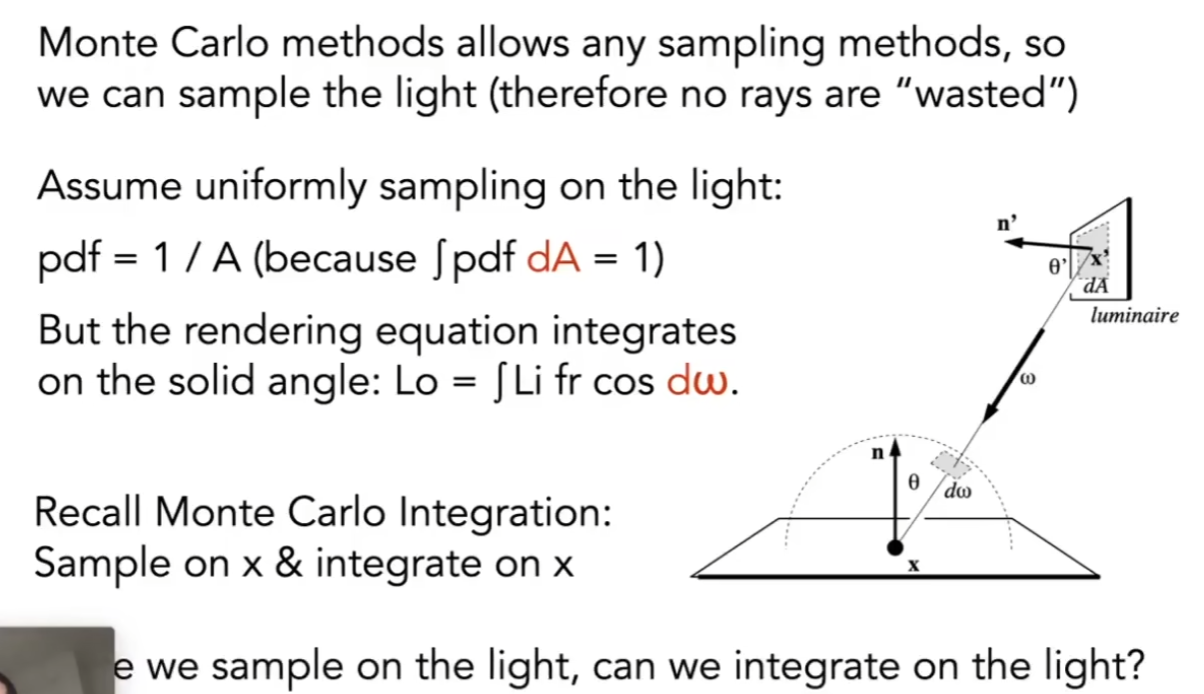 Monte Carlo methods allows any sampling methods, so
we can sample the light (therefore no rays are “wasted”)
Assume uniformly sampling on the light:
pdf = 1 / A (because ∫pdf dA = 1)
But the rendering equation integrates
on the solid angle: Lo = ∫Li fr cos dω.
Recall Monte Carlo Integration:
Sample on x & integrate on x
e we sample on the light, can we integrate on the light?
n’
θ’
x’
dA
luminaire
ω
n
θ
dω
x